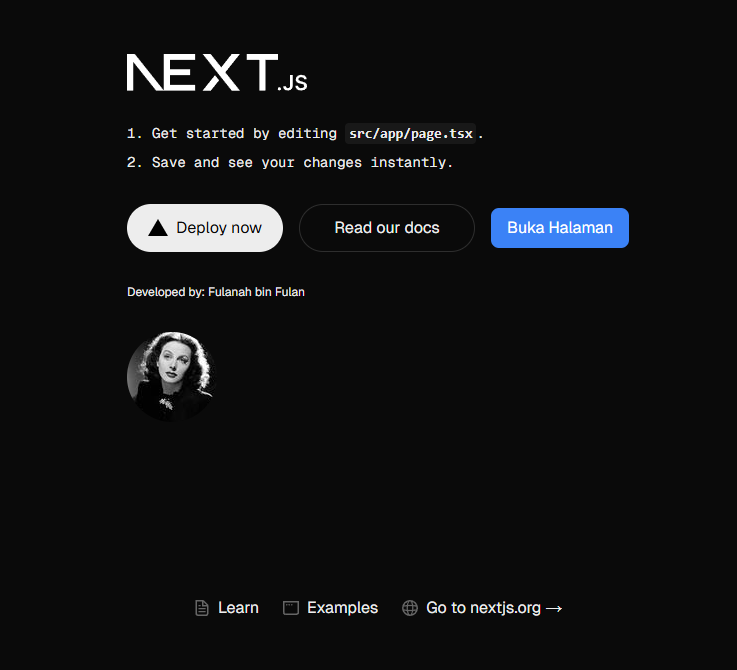 NEXT.JS
1. Get started by editing src/app/page.tsx.
2. Save and see your changes instantly.
Deploy now
Read our docs
Buka Halaman
Developed by: Fulanah bin Fulan
Learn
Examples
Go to nextjs.org →